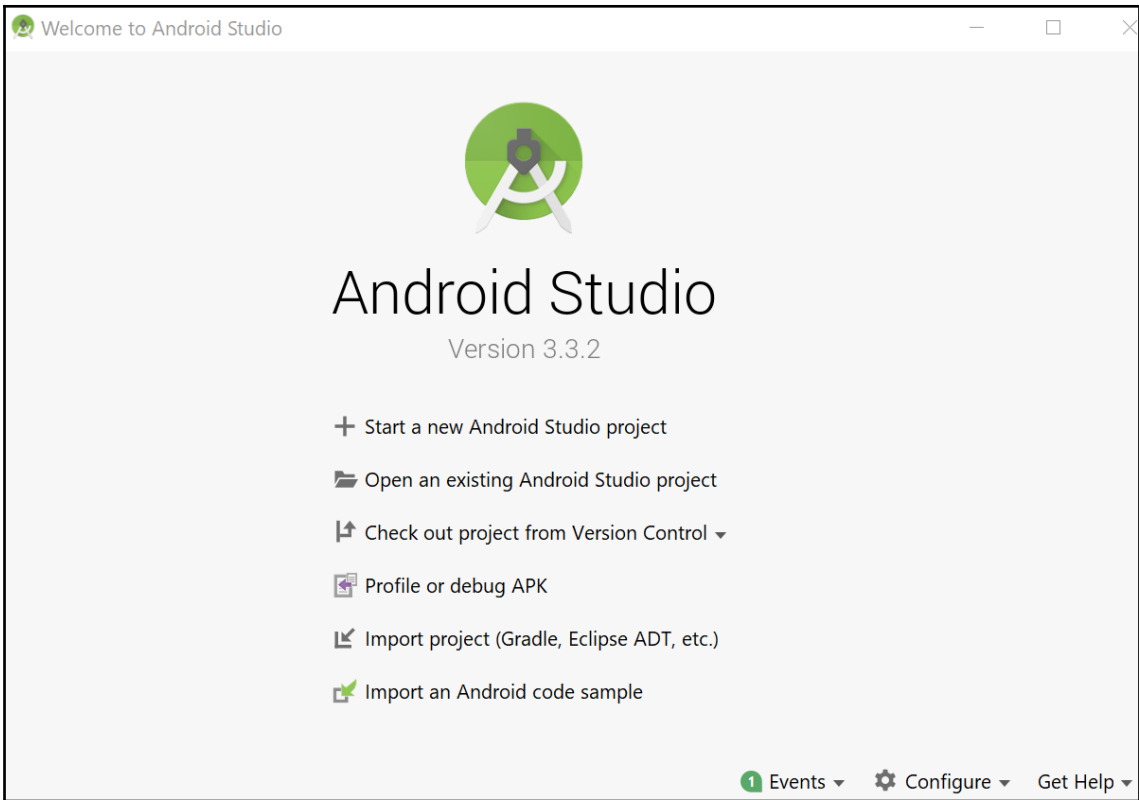 Welcome to Android Studio
Android Studio
Version 3.3.2
Start a new Android Studio project
Open an existing Android Studio project
Check out project from Version Control
Profile or debug APK
Import project (Gradle, Eclipse ADT, etc.)
Import an Android code sample
1 Events Configure Get Help